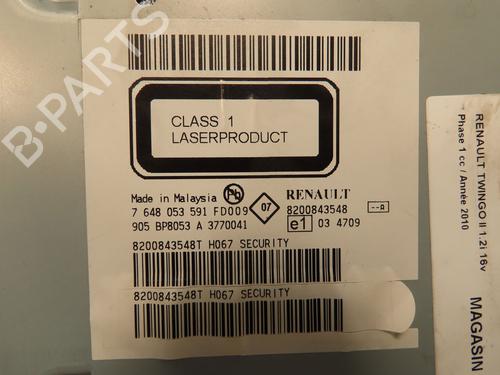 CLASS 1
LASERPRODUCT
Made in Malaysia Pb 07 RENAULT
7 648 053 591 FD009 8200843548 --A
905 BP8053 A 3770041 e1 03 4709
8200843548T H067 SECURITY
8200843548T H067 SECURITY
RENAULT TWINGO II 1.2i 16v
Phase 1 cc / Année 2010
MAGASIN
B-PARTS